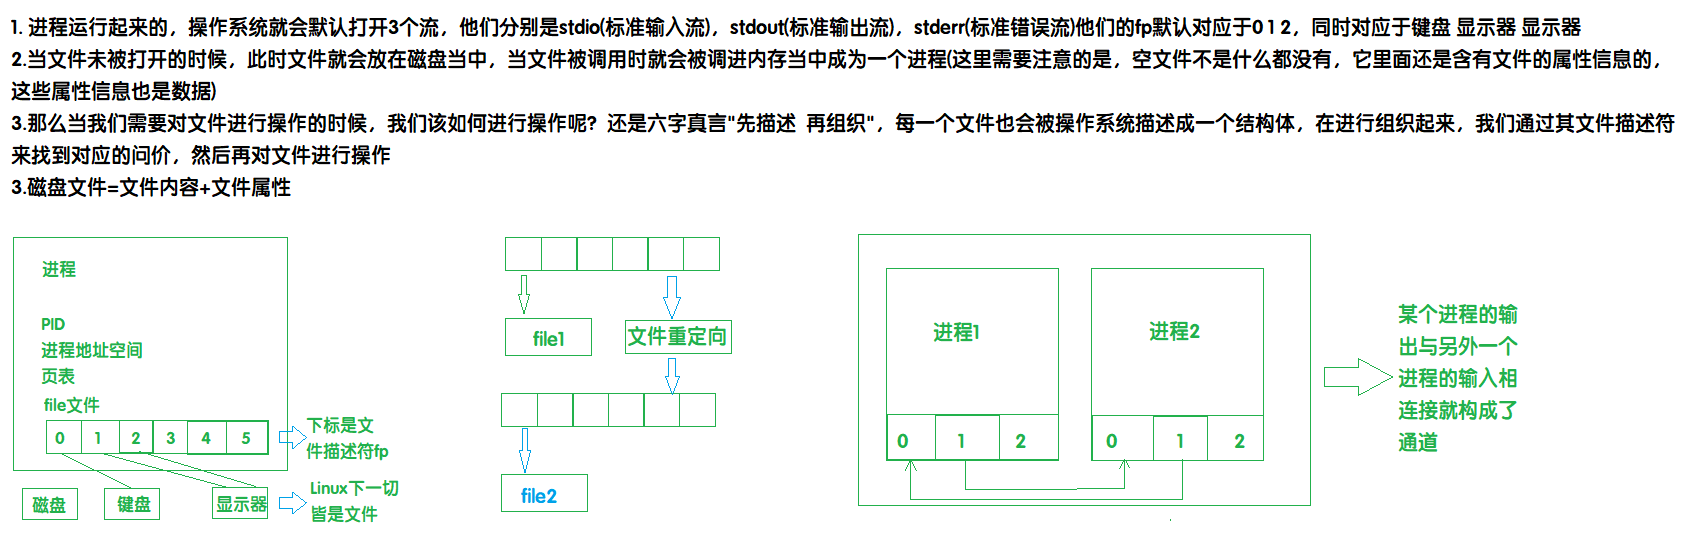 1. 进程运行起来的，操作系统就会默认打开3个流，他们分别是stdio(标准输入流)，stdout(标准输出流)，stderr(标准错误流)他们的fp默认对应于0 1 2，同时对应于键盘 显示器 显示器
2.当文件未被打开的时候，此时文件就会放在磁盘当中，当文件被调用时就会被调进内存当中成为一个进程(这里需要注意的是，空文件不是什么都没有，它里面还是含有文件的属性信息的，
这些属性信息也是数据)
3.那么当我们需要对文件进行操作的时候，我们该如何进行操作呢？还是六字真言"先描述 再组织"，每一个文件也会被操作系统描述成一个结构体，在进行组织起来，我们通过其文件描述符
来找到对应的问价，然后再对文件进行操作
3.磁盘文件=文件内容+文件属性
进程
PID
进程地址空间
页表
file文件
0 1 2 3 4 5
下标是文
件描述符fp
磁盘
键盘
显示器
Linux下一切
皆是文件
file1
文件重定向
file2
进程1
0 1 2
进程2
0 1 2
某个进程的输
出与另外一个
进程的输入相
连接就构成了
通道